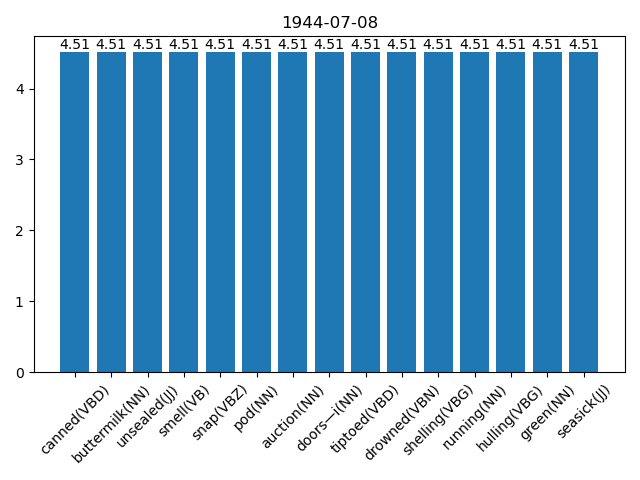 1944-07-08
4.51 4.51 4.51 4.51 4.51 4.51 4.51 4.51 4.51 4.51 4.51 4.51 4.51 4.51 4.51
4
3
2
1
0
canned(VBD)
buttermilk(NN)
unsealed(JJ)
smell(VB)
snap(VBZ)
pod(NN)
auction(NN)
doors—i(NN)
tiptoed(VBD)
drowned(VBN)
shelling(VBG)
running(NN)
hulling(VBG)
green(NN)
seasick(JJ)